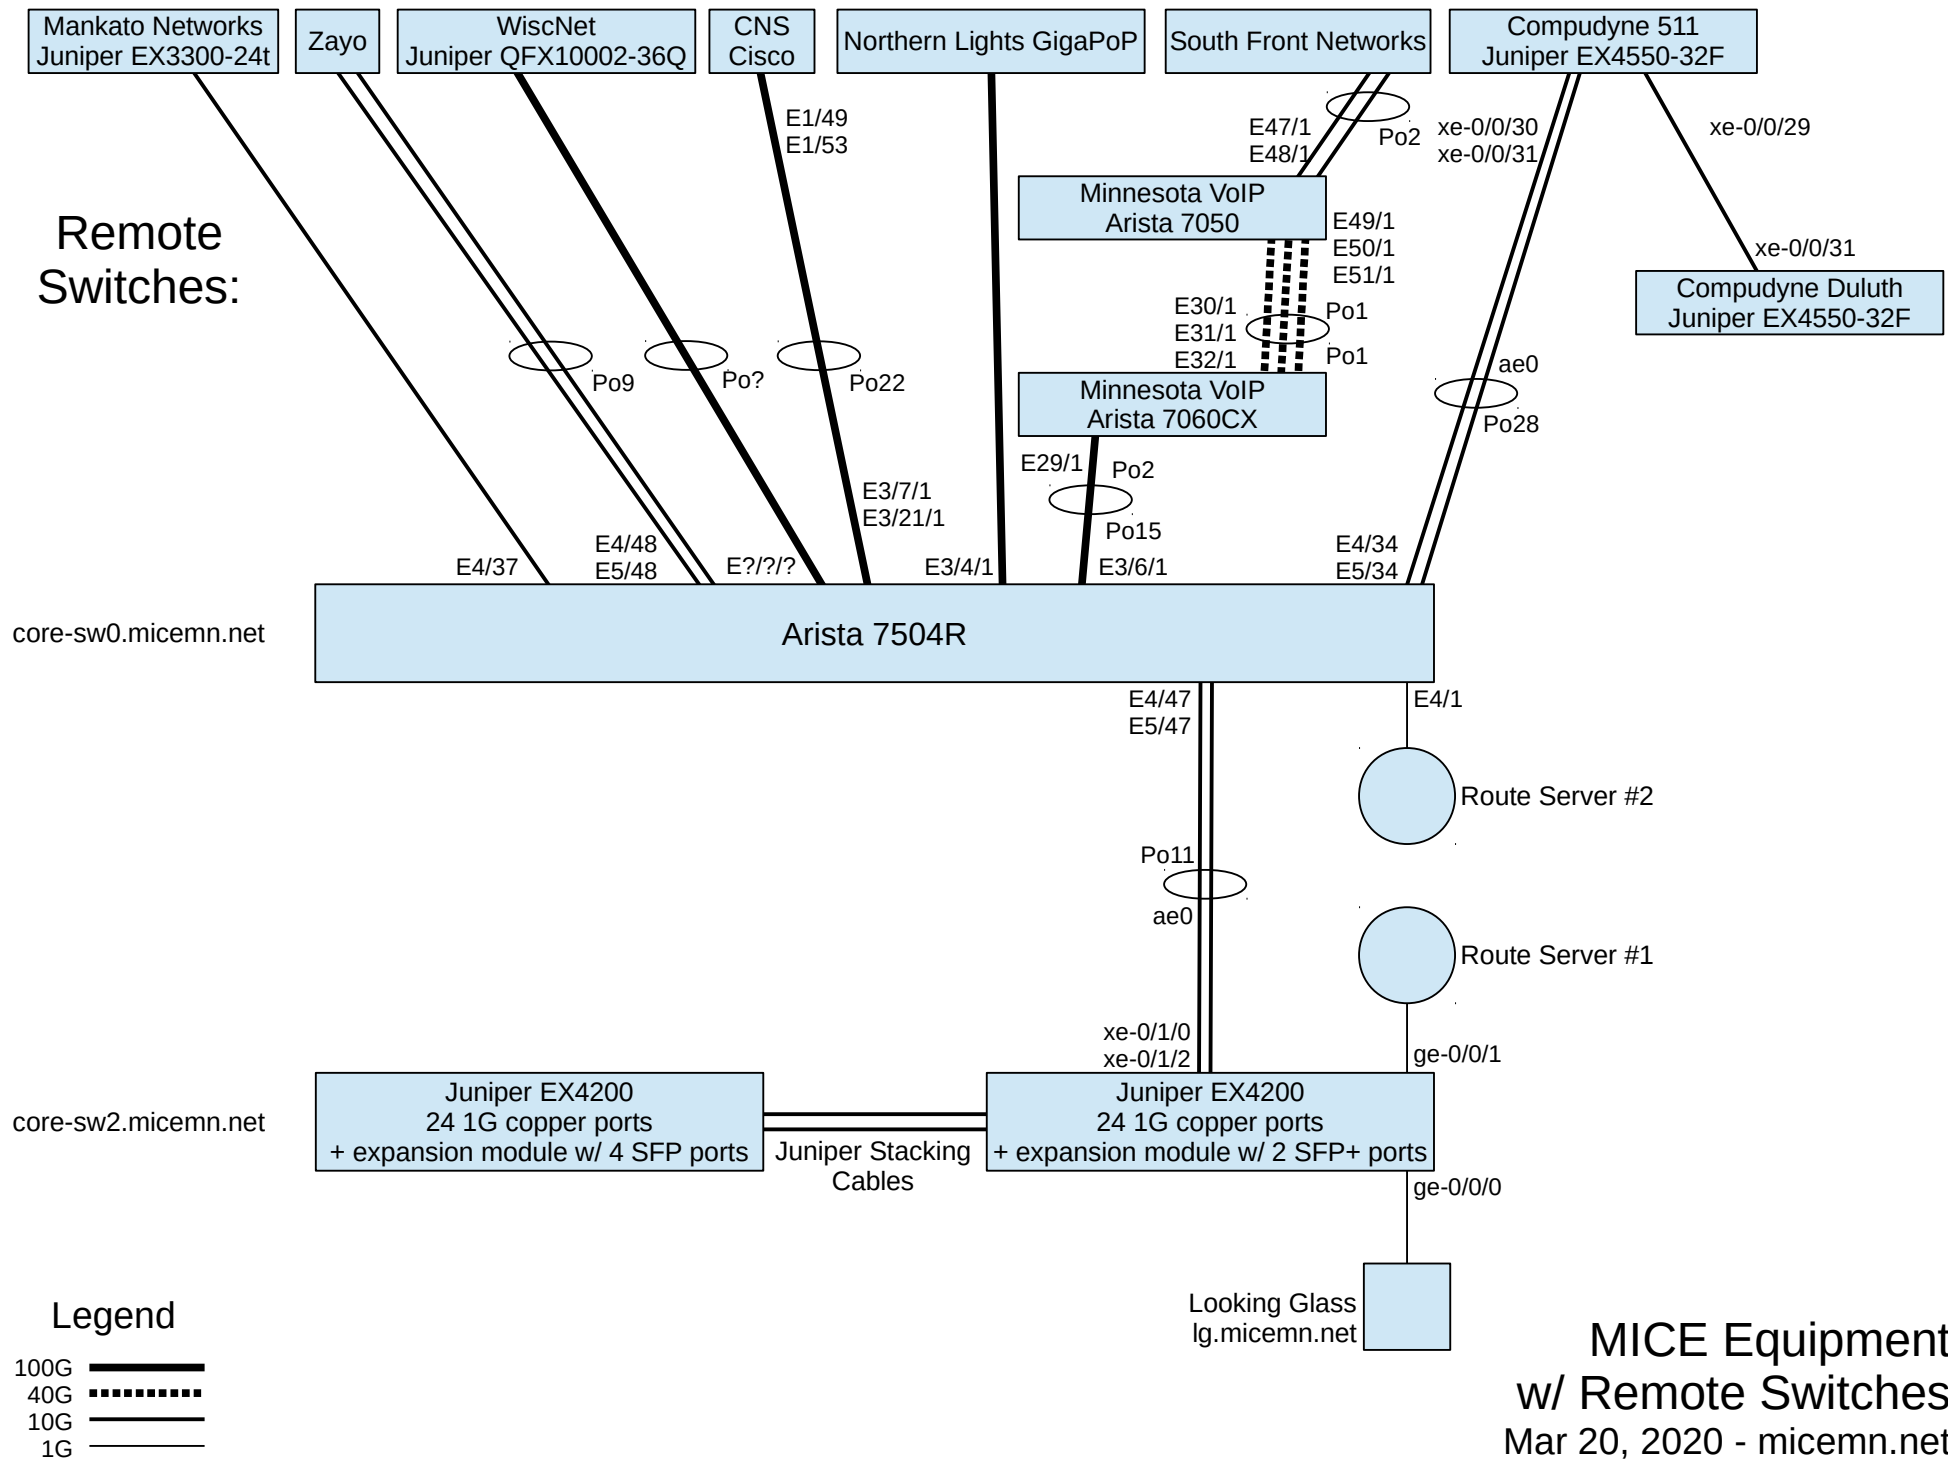 Mankato Networks
Juniper EX3300-24t
Zayo
WiscNet
Juniper QFX10002-36Q
CNS
Cisco
Northern Lights GigaPoP
South Front Networks
Compudyne 511
Juniper EX4550-32F
E1/49
E1/53
E47/1
E48/1
Po2
xe-0/0/30
xe-0/0/31
xe-0/0/29
Minnesota VoIP
Arista 7050
Remote
Switches:
E49/1
E50/1
E51/1
xe-0/0/31
Compudyne Duluth
Juniper EX4550-32F
E30/1
E31/1
E32/1
Po1
Po1
Po9
Po?
Po22
Minnesota VoIP
Arista 7060CX
ae0
Po28
E29/1
Po2
Po15
E3/7/1
E3/21/1
E4/37
E4/48
E5/48
E?/?/?
E3/4/1
E3/6/1
E4/34
E5/34
core-sw0.micemn.net
Arista 7504R
E4/47
E5/47
E4/1
Route Server #2
Po11
ae0
Route Server #1
xe-0/1/0
xe-0/1/2
ge-0/0/1
core-sw2.micemn.net
Juniper EX4200
24 1G copper ports
+ expansion module w/ 4 SFP ports
Juniper Stacking
Cables
Juniper EX4200
24 1G copper ports
+ expansion module w/ 2 SFP+ ports
ge-0/0/0
Looking Glass
lg.micemn.net
Legend
100G
40G
10G
1G
MICE Equipment
w/ Remote Switches
Mar 20, 2020 - micemn.net